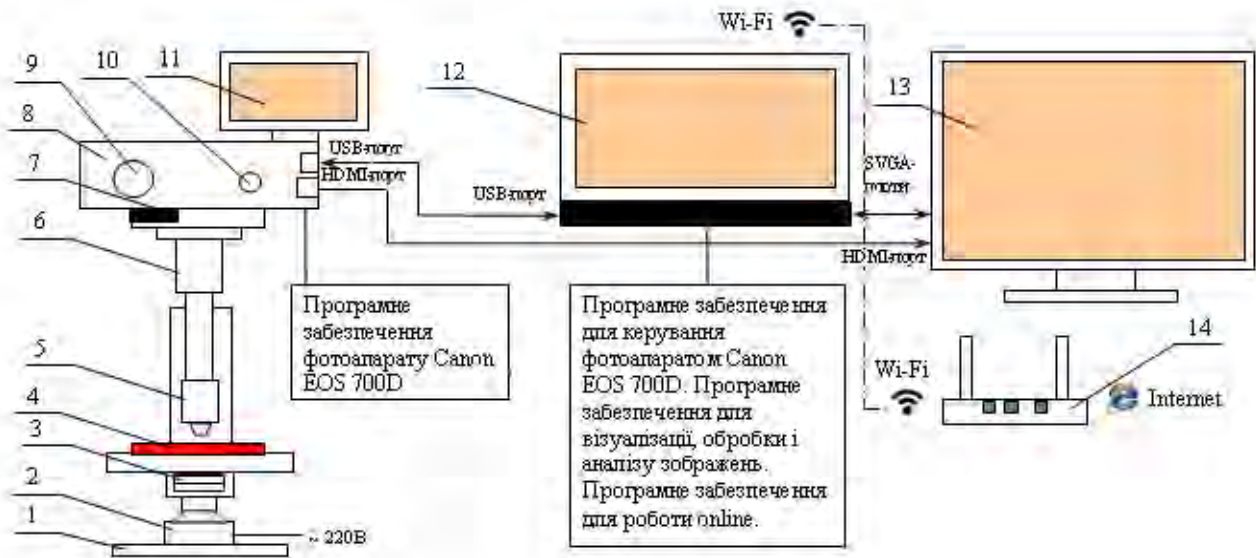 Wi-Fi
9
10
11
12
13
8
7
USB-порт
HDMI-порт
USB-порт
SVGA-
порти
HDMI-порт
6
Програмне
забезпечення
фотоапарату Canon
EOS 700D
Програмне забезпечення
для керування
фотоапаратом Canon
EOS 700D. Програмне
забезпечення для
візуалізації, обробки і
аналізу зображень.
Програмне забезпечення
для роботи online.
14
Wi-Fi
Internet
5
4
3
2
1
~ 220В